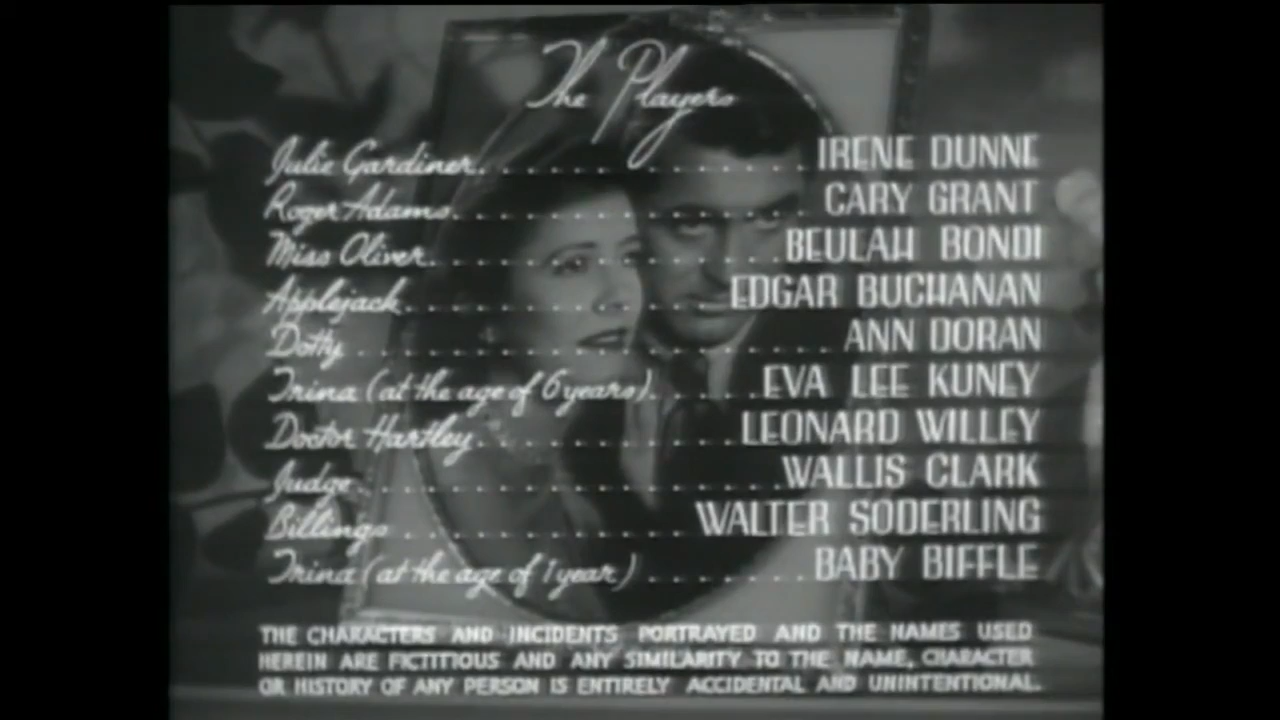 The Players
Julie Gardiner. . . . . . . . . . . . . IRENE DUNNE
Roger Adams. . . . . . . . . . . . . . CARY GRANT
Miss Oliver. . . . . . . . . . . . . . BEULAH BONDI
Applejack. . . . . . . . . . . . . EDGAR BUCHANAN
Dotty . . . . . . . . . . . . . . . . . . ANN DORAN
Trina (at the age of 6 years). . . . . EVA LEE KUNEY
Doctor Hartley. . . . . . . . . . . LEONARD WILLEY
Judge. . . . . . . . . . . . . . . . . WALLIS CLARK
Billings . . . . . . . . . . . . WALTER SODERLING
Trina (at the age of 1 year) . . . . . . . BABY BIFFLE
THE CHARACTERS AND INCIDENTS PORTRAYED AND THE NAMES USED
HEREIN ARE FICTITIOUS AND ANY SIMILARITY TO THE NAME, CHARACTER
OR HISTORY OF ANY PERSON IS ENTIRELY ACCIDENTAL AND UNINTENTIONAL.